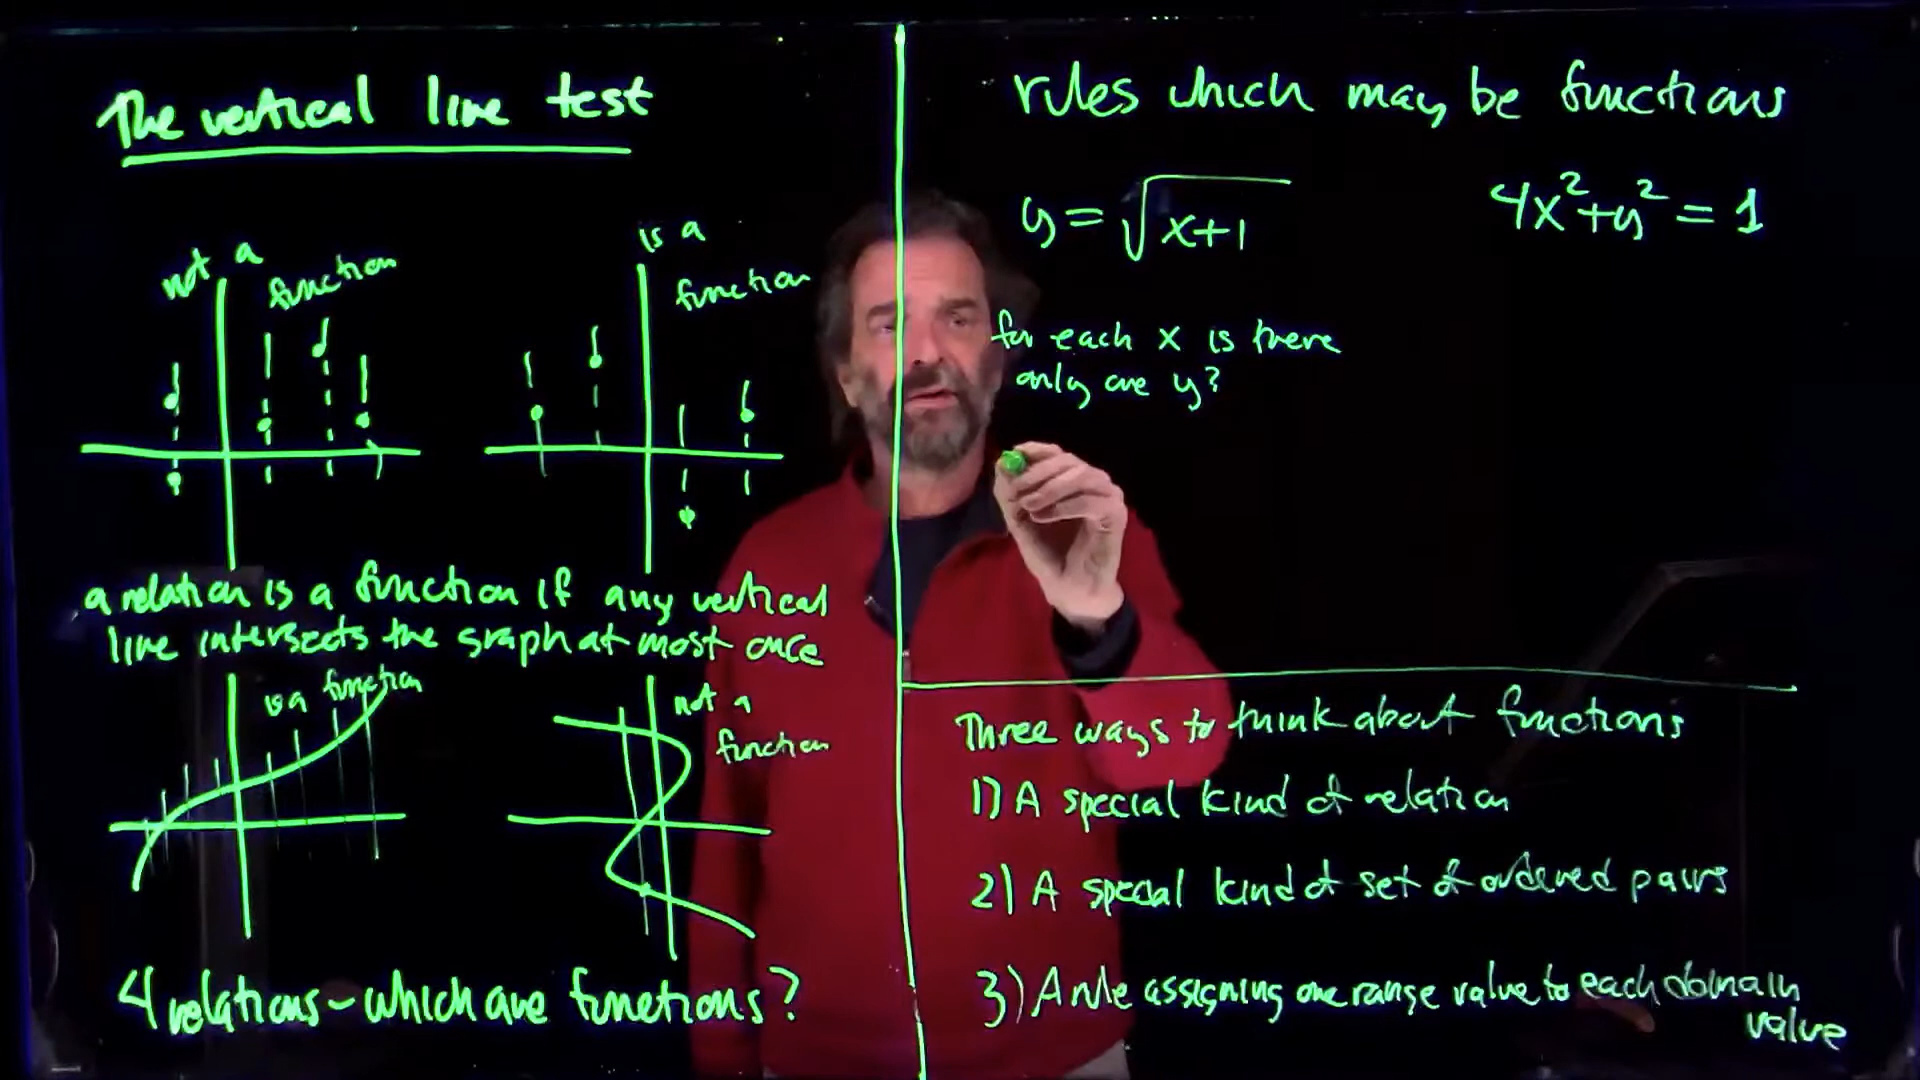 The vertical line test
not a function
is a function
a relation is a function if any vertical
line intersects the graph at most once
is a function
not a function
4 relations - which are functions?
rules which may be functions
y = √x+1
4x²+y² = 1
for each x is there
only one y?
Three ways to think about functions
1) A special kind of relation
2) A special kind of set of ordered pairs
3) A rule assigning one range value to each domain
value